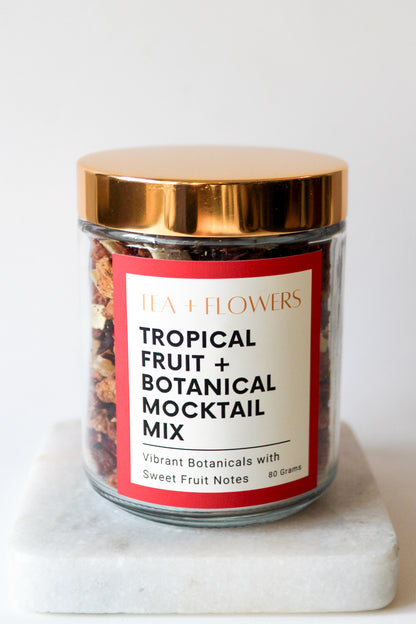 TEA + FLOWERS
TROPICAL
FRUIT +
BOTANICAL
MOCKTAIL
MIX
Vibrant Botanicals with
Sweet Fruit Notes 80 Grams